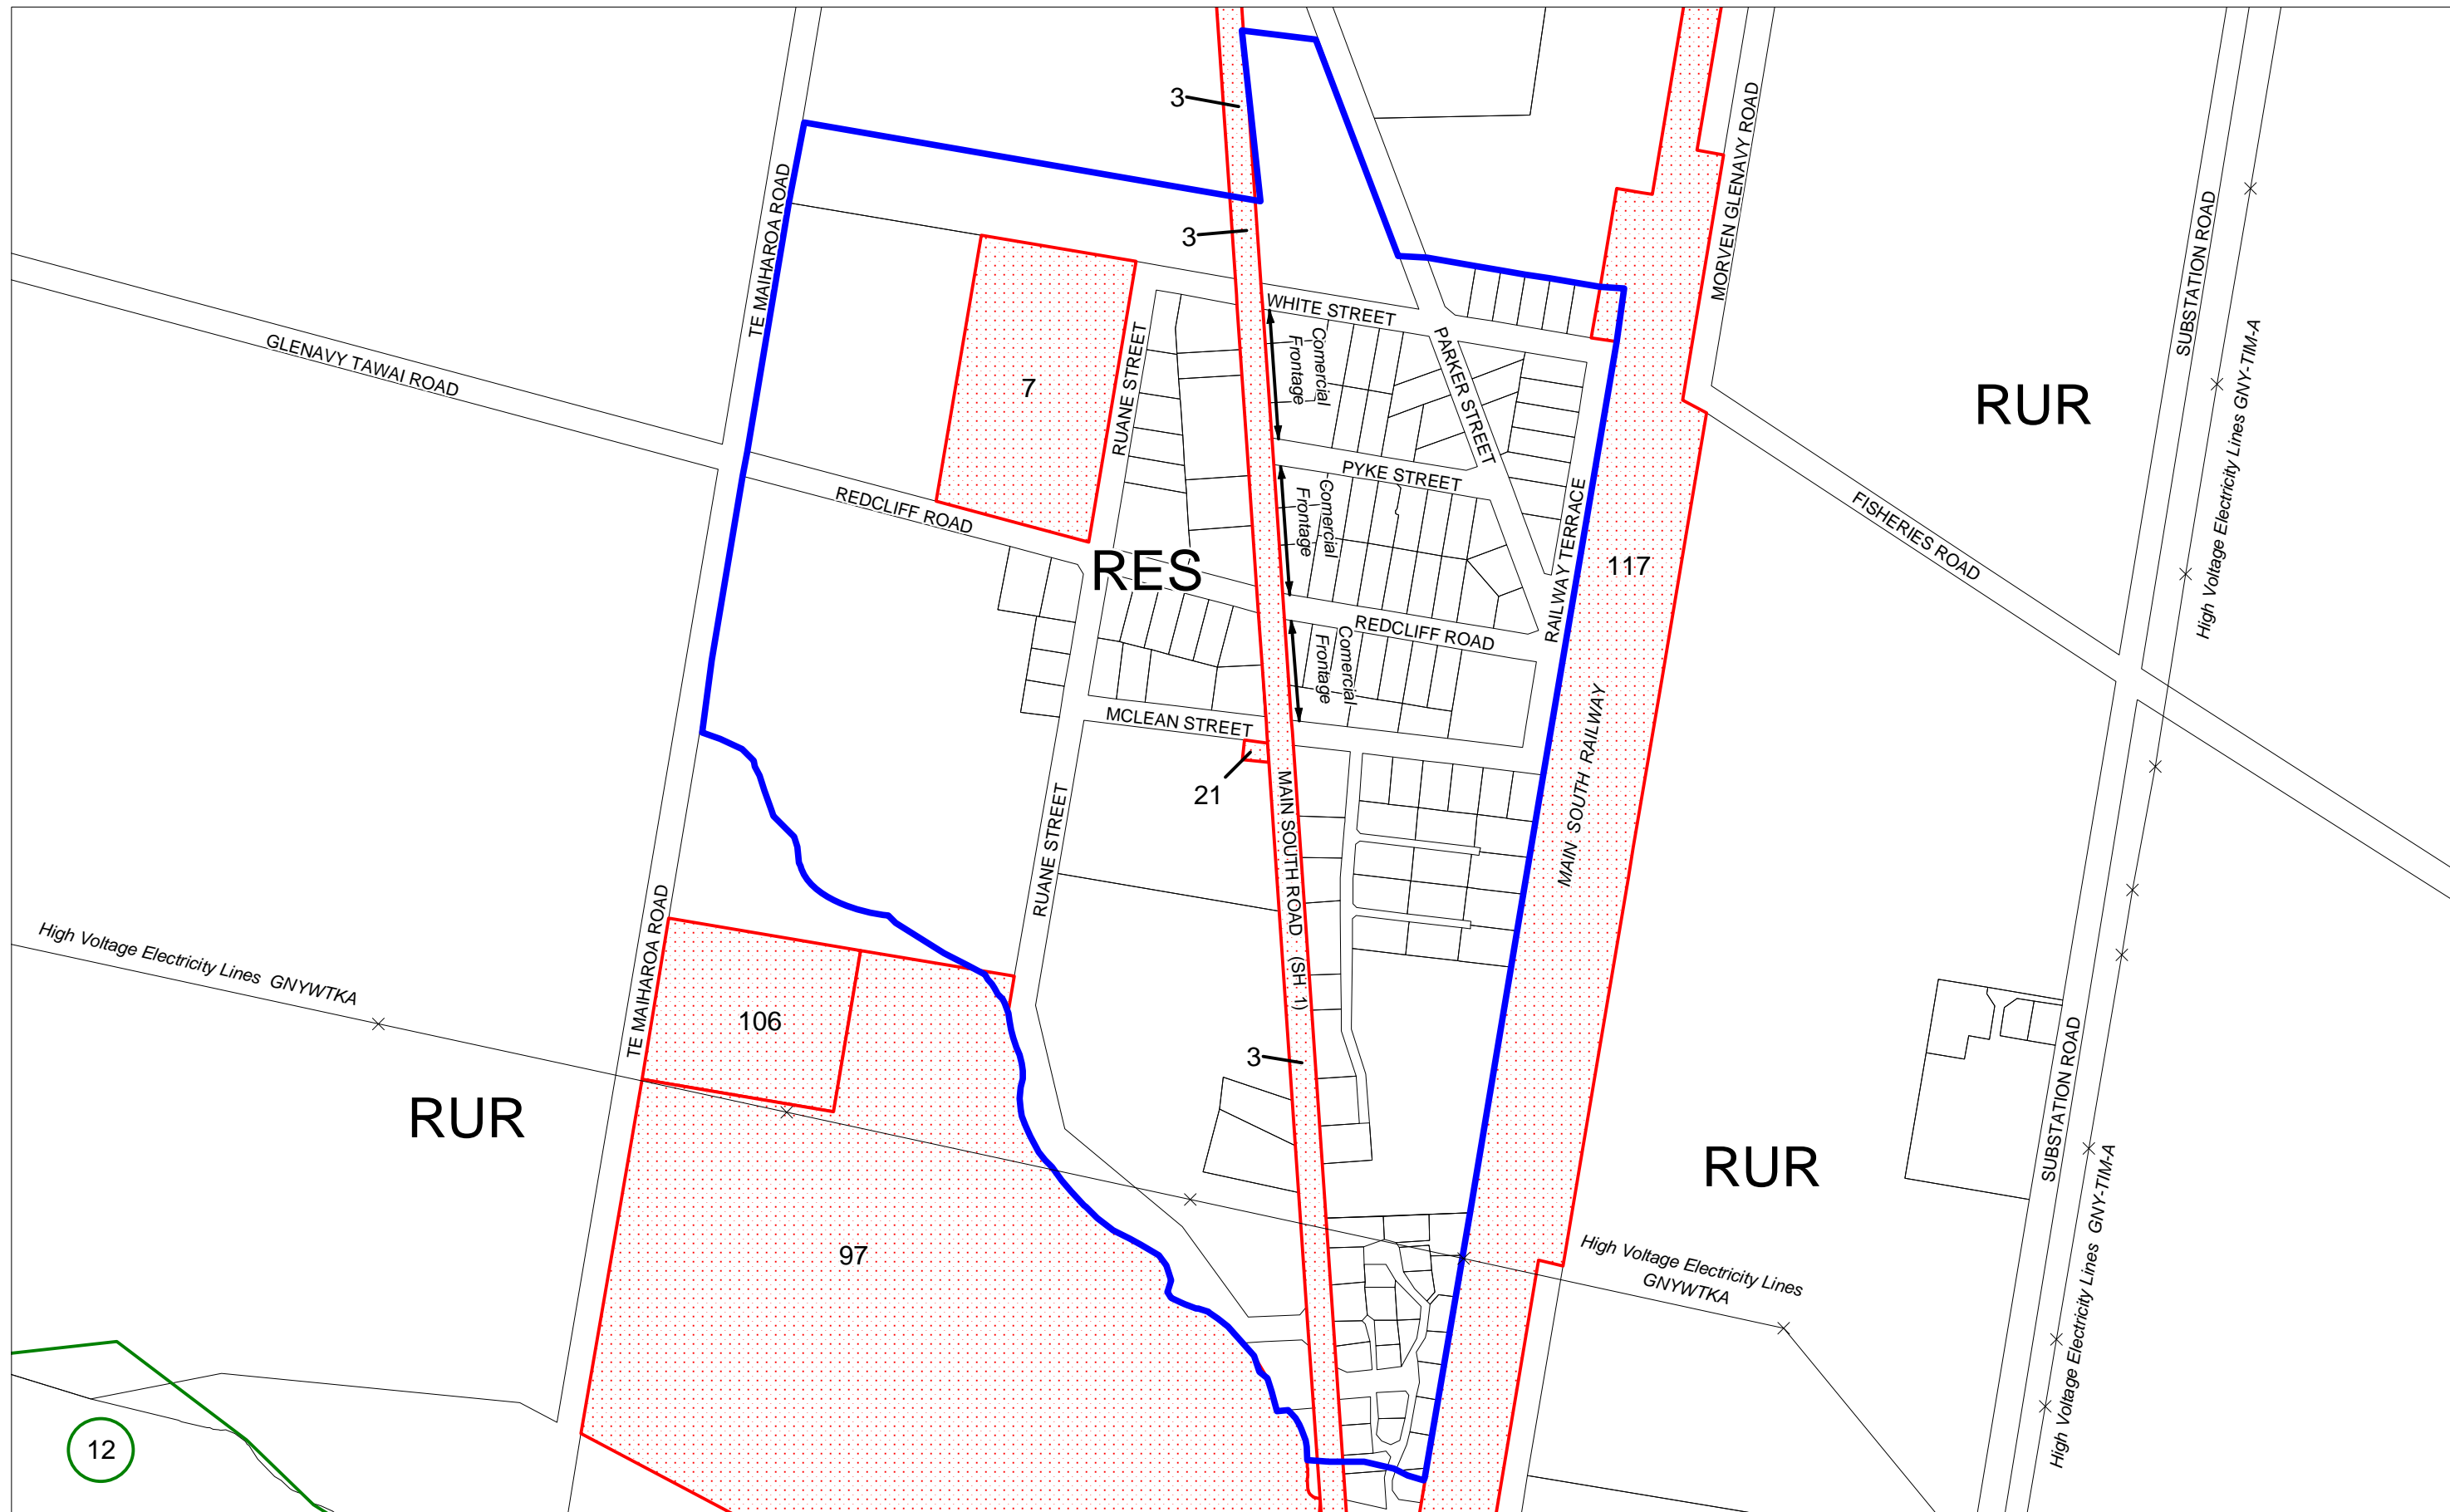 3
TE MAIHAROA ROAD
3
MORVEN GLENAVY ROAD
SUBSTATION ROAD
WHITE STREET
GLENAVY TAWAI ROAD
RUANE STREET
Comercial
Frontage
PARKER STREET
7
RUR
High Voltage Electricity Lines GNY-TIM-A
REDCLIFF ROAD
PYKE STREET
Comercial
Frontage
RAILWAY TERRACE
FISHERIES ROAD
RES
117
REDCLIFF ROAD
Comercial
Frontage
MCLEAN STREET
21
MAIN SOUTH ROAD (SH 1)
MAIN SOUTH RAILWAY
RUANE STREET
TE MAIHAROA ROAD
High Voltage Electricity Lines GNYWTKA
106
3
SUBSTATION ROAD
RUR
RUR
97
High Voltage Electricity Lines
GNYWTKA
High Voltage Electricity Lines GNY-TIM-A
12